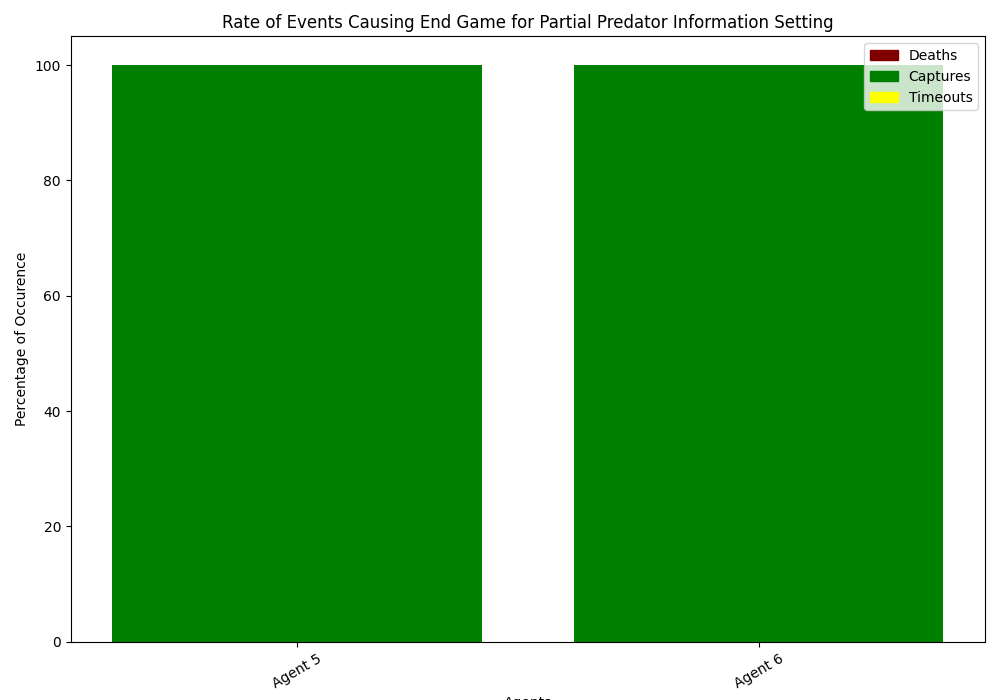 Rate of Events Causing End Game for Partial Predator Information Setting
Deaths
Captures
Timeouts
Percentage of Occurence
100
80
60
40
20
0
Agent 5
Agent 6
Agents